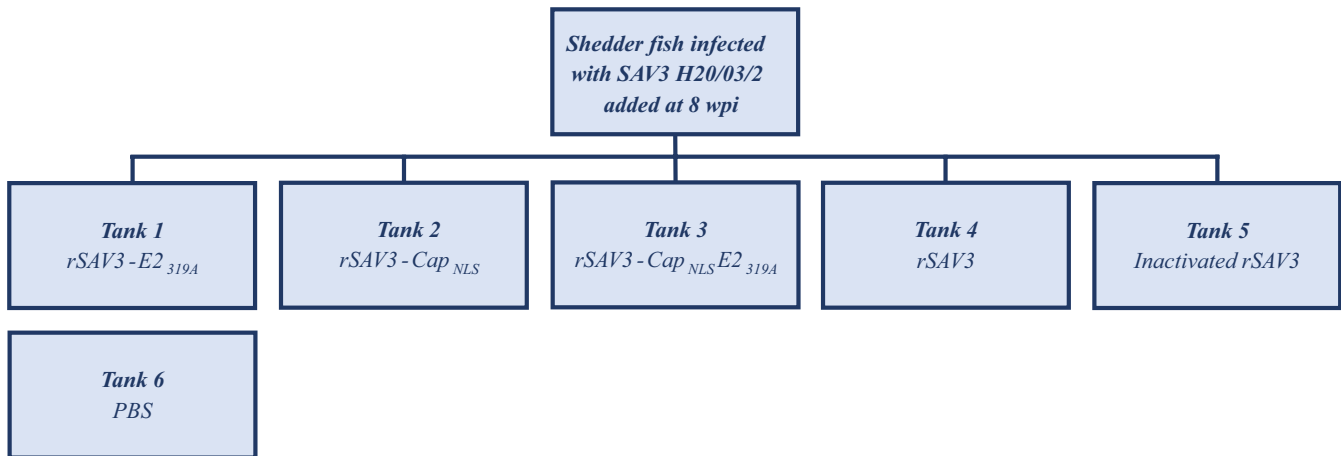 Shedder fish infected
with SAV3 H20/03/2
added at 8 wpi
Tank 1
rSAV3-E2 319A
Tank 2
rSAV3-Cap NLS
Tank 3
rSAV3-Cap NLS E2 319A
Tank 4
rSAV3
Tank 5
Inactivated rSAV3
Tank 6
PBS